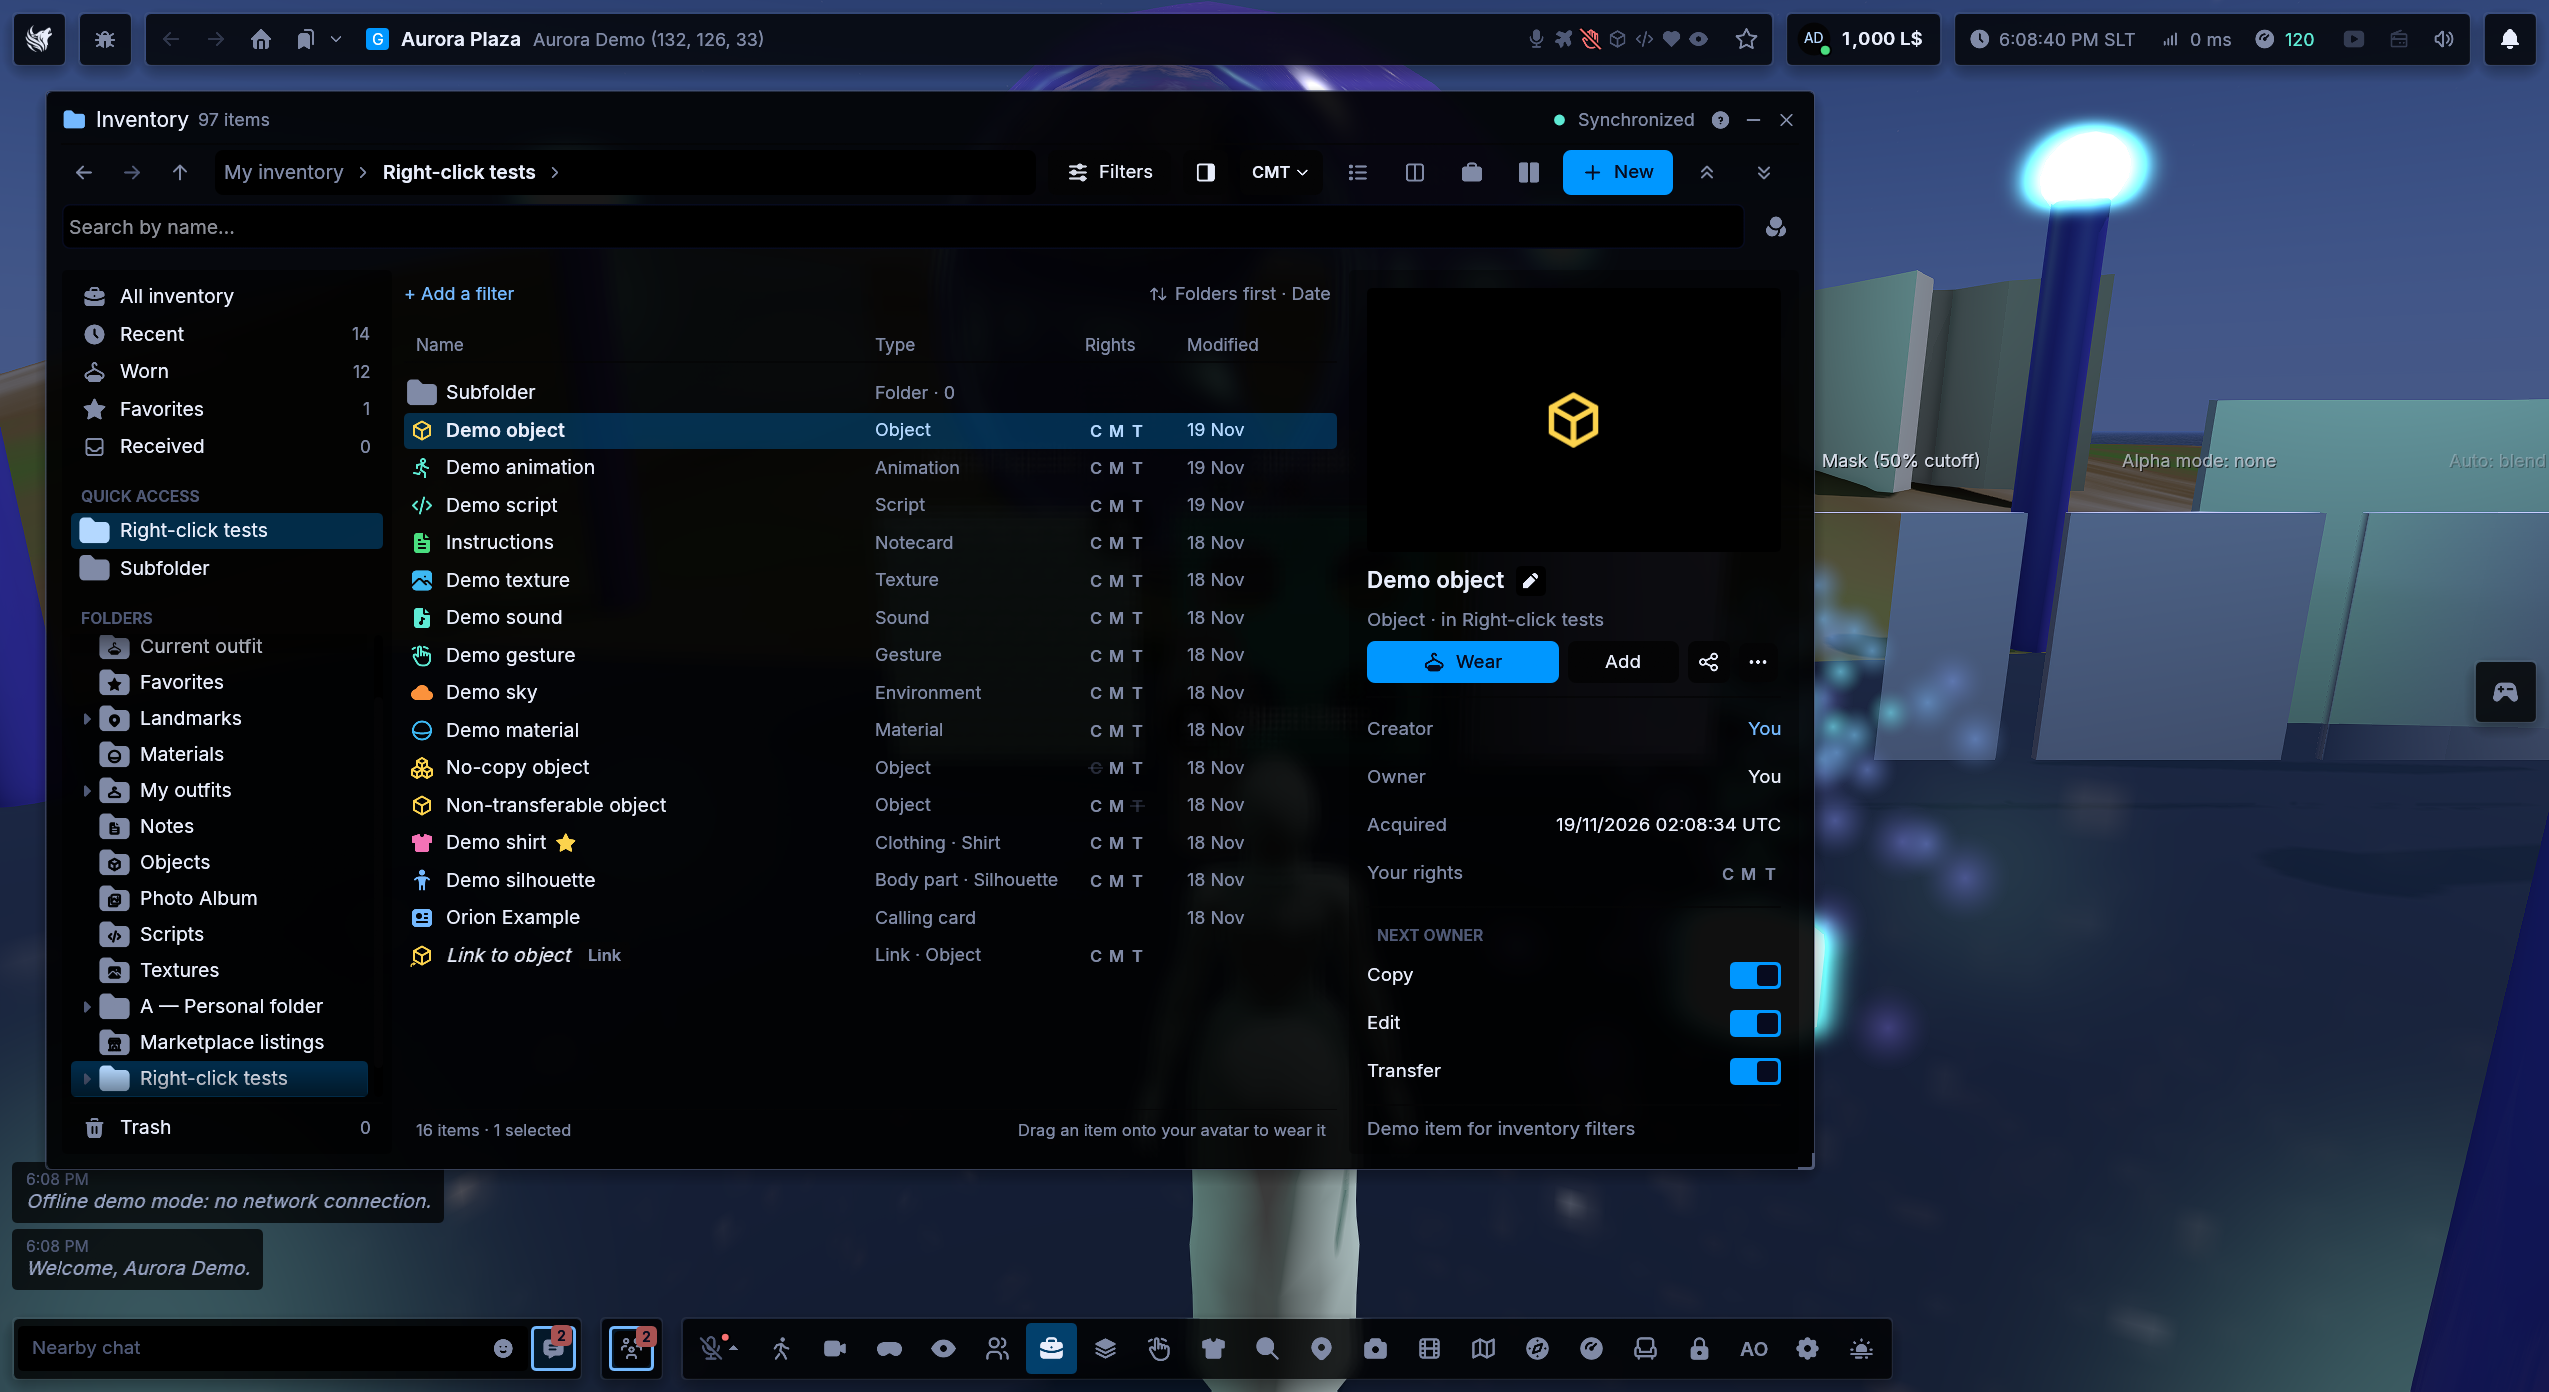 G Aurora Plaza Aurora Demo (132, 126, 33)
AD 1,000 L$
6:08:40 PM SLT 0 ms 120
Inventory 97 items
Synchronized
My inventory > Right-click tests >
Filters CMT + New
Search by name...
All inventory
Recent 14
Worn 12
Favorites 1
Received 0
QUICK ACCESS
Right-click tests
Subfolder
FOLDERS
Current outfit
Favorites
Landmarks
Materials
My outfits
Notes
Objects
Photo Album
Scripts
Textures
A — Personal folder
Marketplace listings
Right-click tests
Trash 0
+ Add a filter Folders first · Date
Name Type Rights Modified
Subfolder Folder · 0
Demo object Object C M T 19 Nov
Demo animation Animation C M T 19 Nov
Demo script Script C M T 19 Nov
Instructions Notecard C M T 18 Nov
Demo texture Texture C M T 18 Nov
Demo sound Sound C M T 18 Nov
Demo gesture Gesture C M T 18 Nov
Demo sky Environment C M T 18 Nov
Demo material Material C M T 18 Nov
No-copy object Object C M T 18 Nov
Non-transferable object Object C M T 18 Nov
Demo shirt Clothing · Shirt C M T 18 Nov
Demo silhouette Body part · Silhouette C M T 18 Nov
Orion Example Calling card 18 Nov
Link to object Link Link · Object C M T
16 items · 1 selected Drag an item onto your avatar to wear it
Demo object
Object · in Right-click tests
Wear Add
Creator You
Owner You
Acquired 19/11/2026 02:08:34 UTC
Your rights C M T
NEXT OWNER
Copy
Edit
Transfer
Demo item for inventory filters
Mask (50% cutoff) Alpha mode: none Auto: blend
6:08 PM
Offline demo mode: no network connection.
6:08 PM
Welcome, Aurora Demo.
Nearby chat 2 2 AO